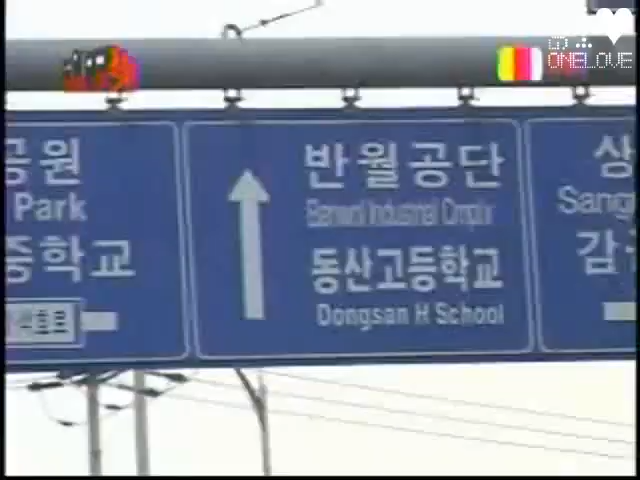 ONELOVE
공원
Park
중학교
반월공단
Banwol Industrial Cmplx
동산고등학교
Dongsan H School
상
Sang
감